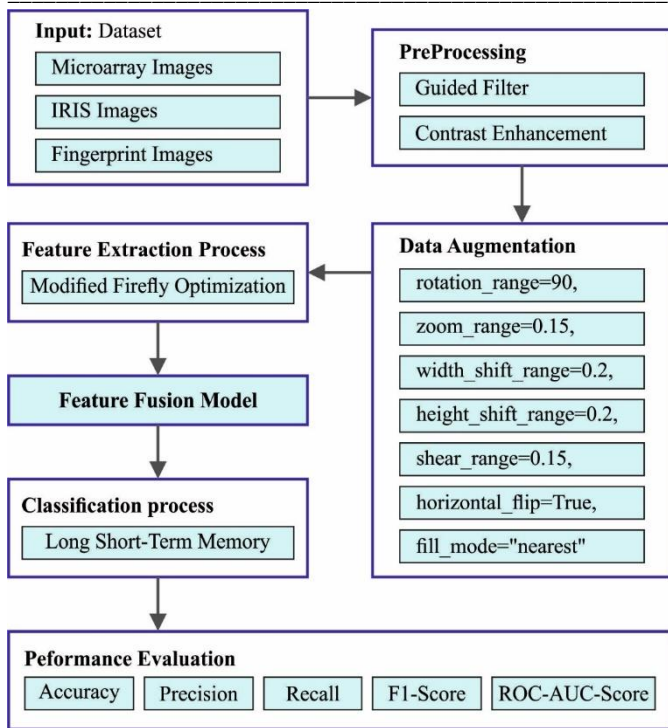 Input: Dataset
Microarray Images
IRIS Images
Fingerprint Images
PreProcessing
Guided Filter
Contrast Enhancement
Data Augmentation
rotation_range=90,
zoom_range=0.15,
width_shift_range=0.2,
height_shift_range=0.2,
shear_range=0.15,
horizontal_flip=True,
fill_mode="nearest"
Feature Extraction Process
Modified Firefly Optimization
Feature Fusion Model
Classification process
Long Short-Term Memory
Peformance Evaluation
Accuracy
Precision
Recall
F1-Score
ROC-AUC-Score